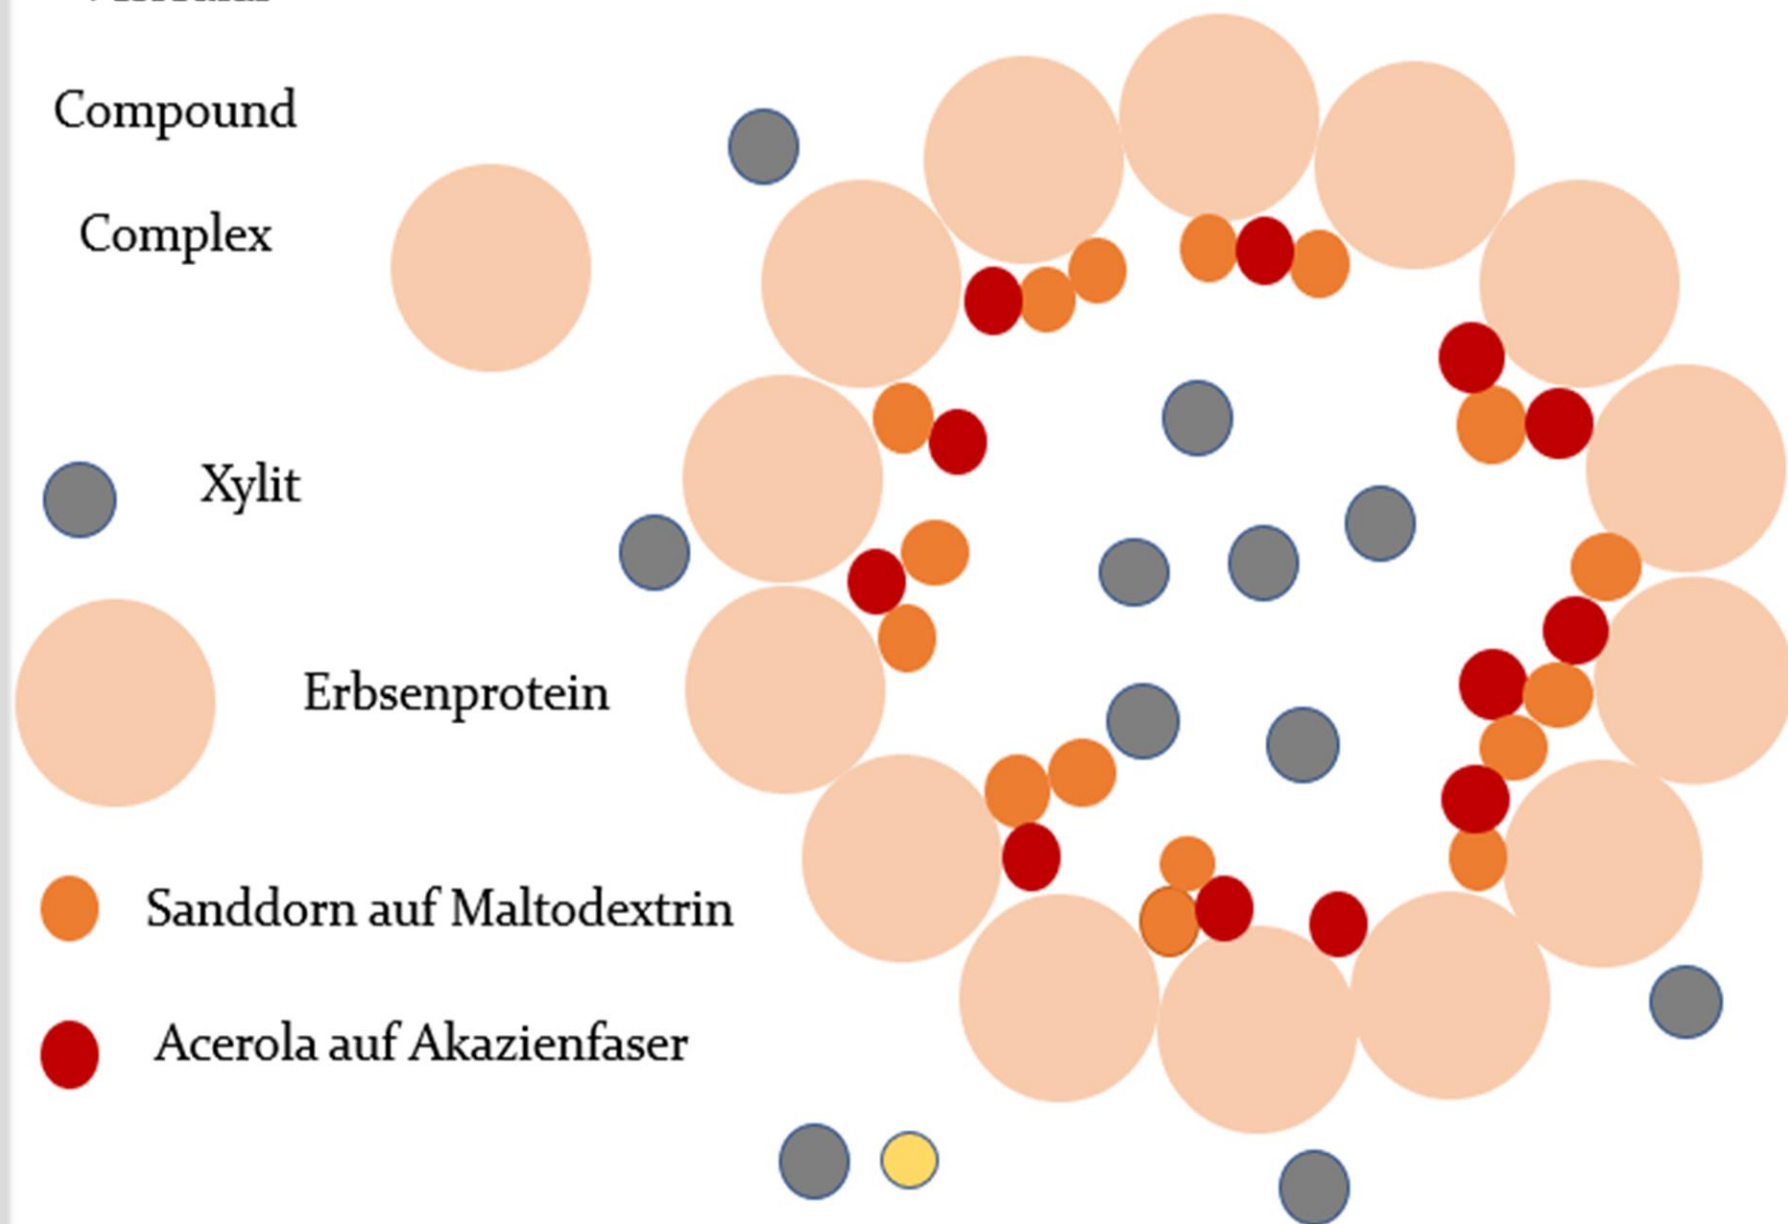 Compound
Complex
Xylit
Erbsenprotein
Sanddorn auf Maltodextrin
Acerola auf Akazienfaser